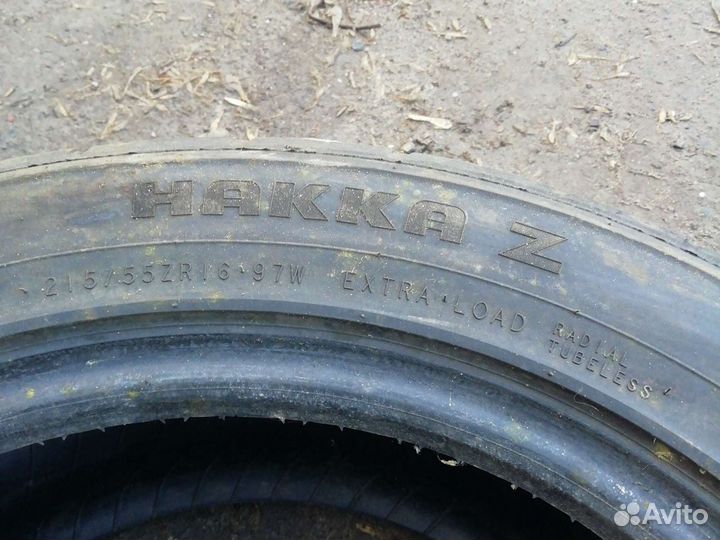 HAKKA Z
215/55ZR16 97W EXTRA LOAD RADIAL
TUBELESS
Avito